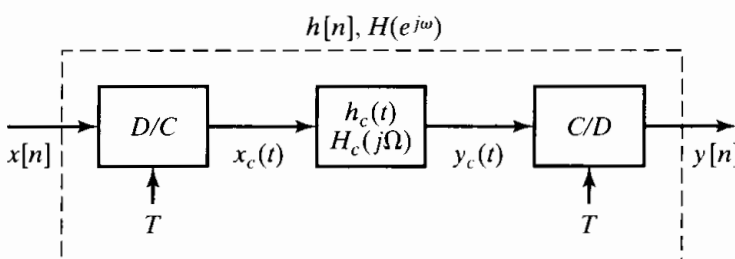 h[n], H(e^{jω})
D/C
h_c(t)
H_c(jΩ)
C/D
x[n]
x_c(t)
y_c(t)
y[n]
T
T